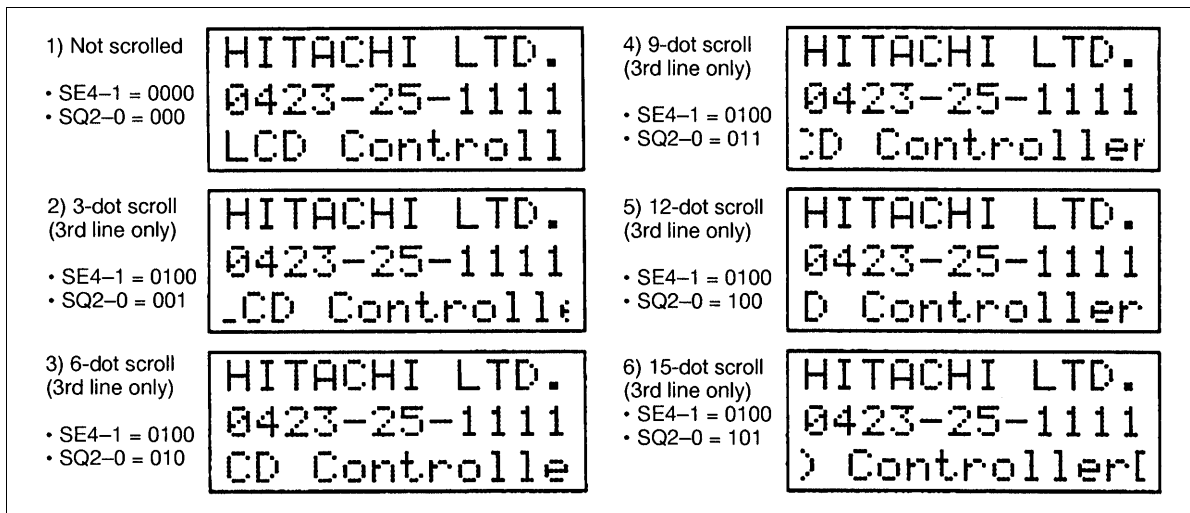 1) Not scrolled
• SE4–1 = 0000
• SQ2–0 = 000
HITACHI LTD.
0423-25-1111
LCD Controll
2) 3-dot scroll
(3rd line only)
• SE4–1 = 0100
• SQ2–0 = 001
HITACHI LTD.
0423-25-1111
CD Controll
3) 6-dot scroll
(3rd line only)
• SE4–1 = 0100
• SQ2–0 = 010
HITACHI LTD.
0423-25-1111
CD Controlle
4) 9-dot scroll
(3rd line only)
• SE4–1 = 0100
• SQ2–0 = 011
HITACHI LTD.
0423-25-1111
D Controller
5) 12-dot scroll
(3rd line only)
• SE4–1 = 0100
• SQ2–0 = 100
HITACHI LTD.
0423-25-1111
D Controller
6) 15-dot scroll
(3rd line only)
• SE4–1 = 0100
• SQ2–0 = 101
HITACHI LTD.
0423-25-1111
Controller